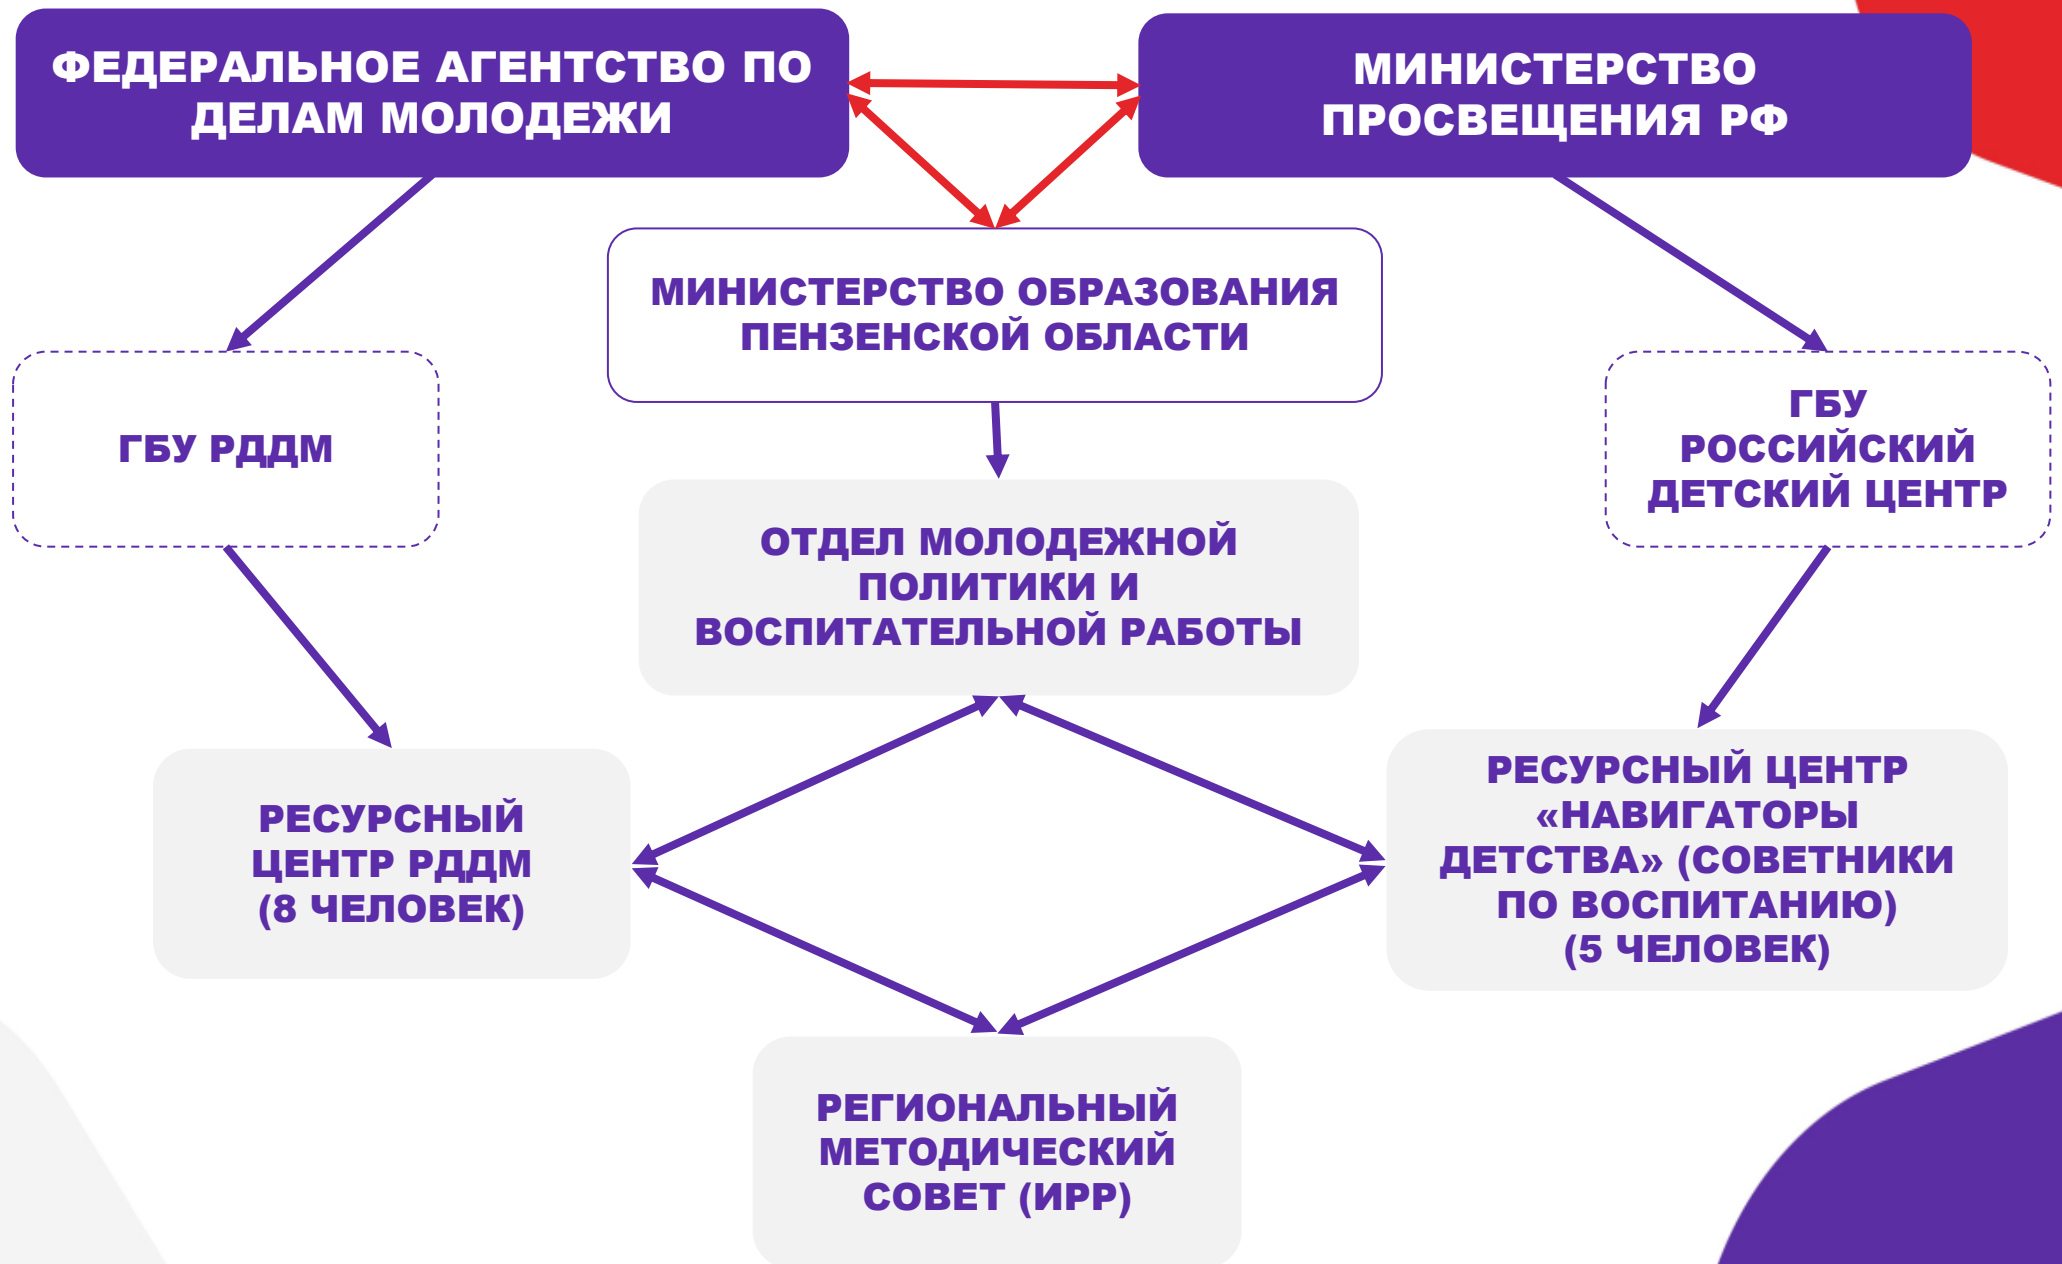 ФЕДЕРАЛЬНОЕ АГЕНТСТВО ПО
ДЕЛАМ МОЛОДЕЖИ
МИНИСТЕРСТВО
ПРОСВЕЩЕНИЯ РФ
МИНИСТЕРСТВО ОБРАЗОВАНИЯ
ПЕНЗЕНСКОЙ ОБЛАСТИ
ГБУ РДДМ
ГБУ
РОССИЙСКИЙ
ДЕТСКИЙ ЦЕНТР
ОТДЕЛ МОЛОДЕЖНОЙ
ПОЛИТИКИ И
ВОСПИТАТЕЛЬНОЙ РАБОТЫ
РЕСУРСНЫЙ
ЦЕНТР РДДМ
(8 ЧЕЛОВЕК)
РЕСУРСНЫЙ ЦЕНТР
«НАВИГАТОРЫ
ДЕТСТВА» (СОВЕТНИКИ
ПО ВОСПИТАНИЮ)
(5 ЧЕЛОВЕК)
РЕГИОНАЛЬНЫЙ
МЕТОДИЧЕСКИЙ
СОВЕТ (ИРР)